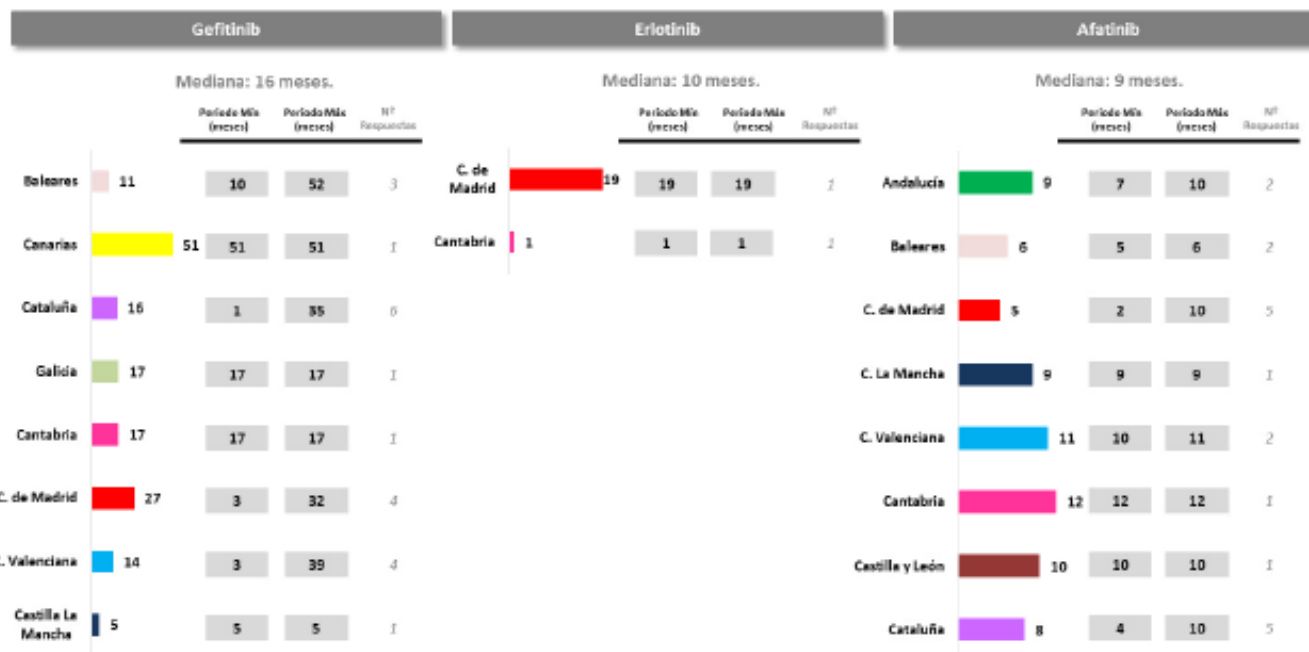 Gefitinib
Mediana: 16 meses.
Periodo Mín (meses) Periodo Máx (meses) Nº Respuestas
Baleares 11 10 52 3
Canarias 51 51 51 1
Cataluña 16 1 35 6
Galicia 17 17 17 1
Cantabria 17 17 17 1
C. de Madrid 27 3 32 4
C. Valenciana 14 3 39 4
Castilla La Mancha 5 5 5 1
Erlotinib
Mediana: 10 meses.
Periodo Mín (meses) Periodo Máx (meses) Nº Respuestas
C. de Madrid 19 19 19 1
Cantabria 1 1 1 1
Afatinib
Mediana: 9 meses.
Periodo Mín (meses) Periodo Máx (meses) Nº Respuestas
Andalucía 9 7 10 2
Baleares 6 5 6 2
C. de Madrid 5 2 10 5
C. La Mancha 9 9 9 1
C. Valenciana 11 10 11 2
Cantabria 12 12 12 1
Castilla y León 10 10 10 1
Cataluña 8 4 10 5